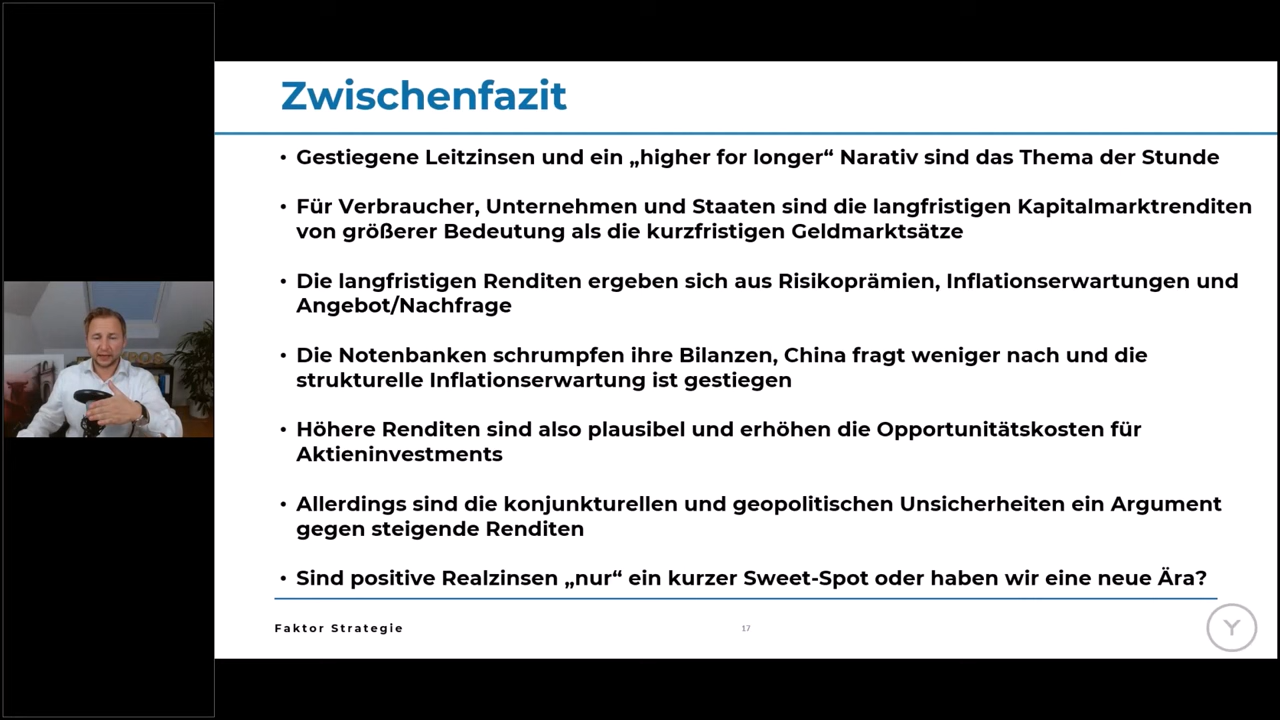 Zwischenfazit
• Gestiegene Leitzinsen und ein „higher for longer“ Narativ sind das Thema der Stunde
• Für Verbraucher, Unternehmen und Staaten sind die langfristigen Kapitalmarktrenditen
von größerer Bedeutung als die kurzfristigen Geldmarktsätze
• Die langfristigen Renditen ergeben sich aus Risikoprämien, Inflationserwartungen und
Angebot/Nachfrage
• Die Notenbanken schrumpfen ihre Bilanzen, China fragt weniger nach und die
strukturelle Inflationserwartung ist gestiegen
• Höhere Renditen sind also plausibel und erhöhen die Opportunitätskosten für
Aktieninvestments
• Allerdings sind die konjunkturellen und geopolitischen Unsicherheiten ein Argument
gegen steigende Renditen
• Sind positive Realzinsen „nur“ ein kurzer Sweet-Spot oder haben wir eine neue Ära?
Faktor Strategie
17
Y